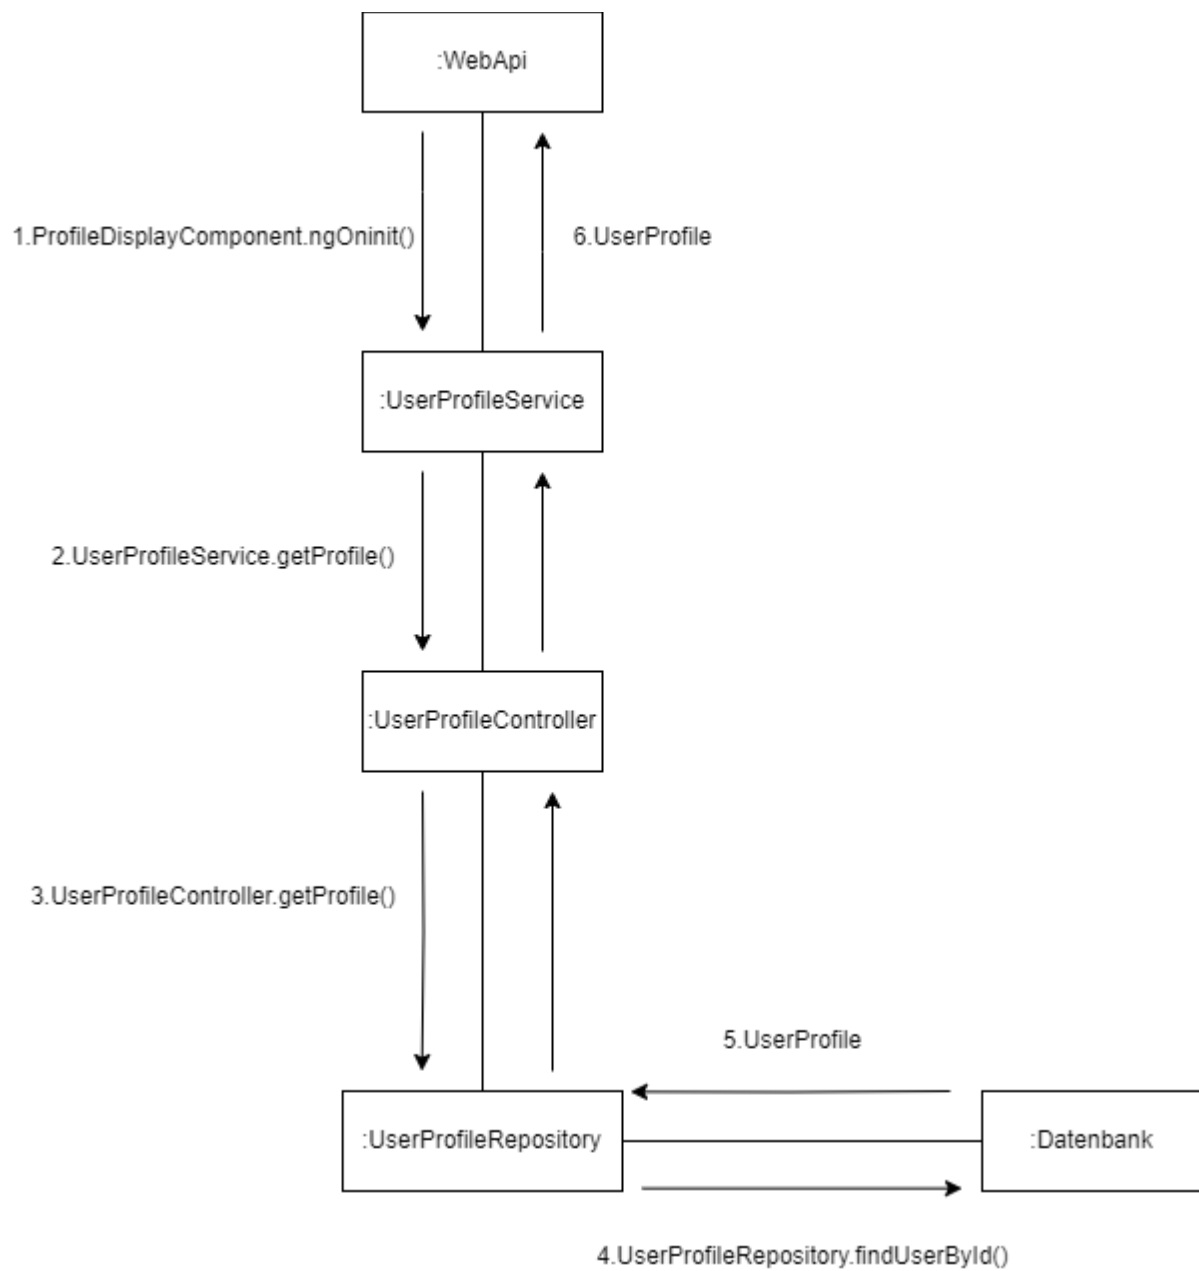 :WebApi
1.ProfileDisplayComponent.ngOninit()
6.UserProfile
:UserProfileService
2.UserProfileService.getProfile()
:UserProfileController
3.UserProfileController.getProfile()
5.UserProfile
:UserProfileRepository
:Datenbank
4.UserProfileRepository.findUserById()